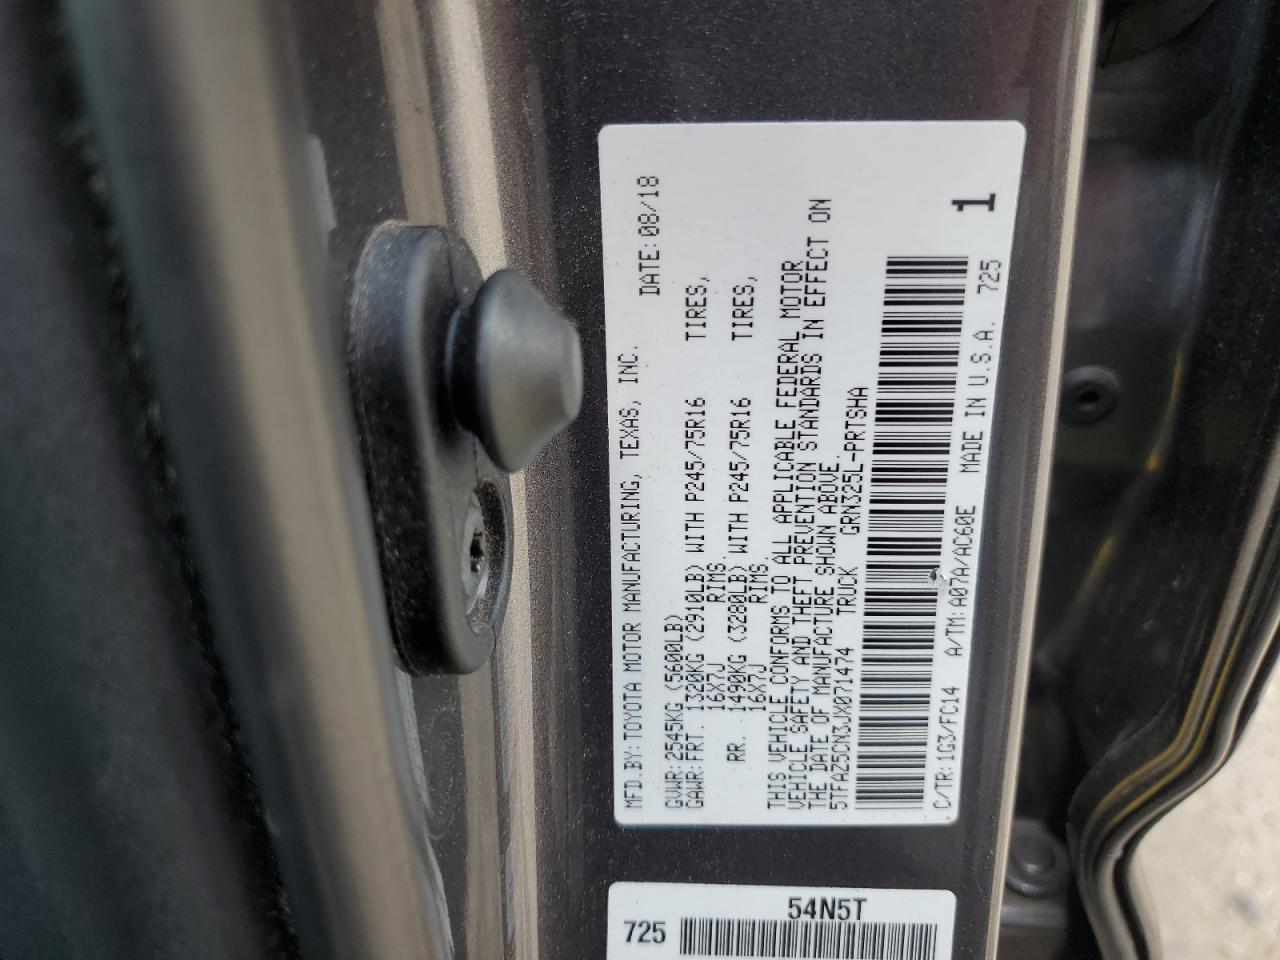 MFD.BY:TOYOTA MOTOR MANUFACTURING, TEXAS, INC.
DATE:08/18
GVWR:2545KG (5600LB)
GAWR:FRT. 1320KG (2910LB) WITH P245/75R16 TIRES,
16X7J RIMS.
RR. 1490KG (3280LB) WITH P245/75R16 TIRES,
16X7J RIMS.
THIS VEHICLE CONFORMS TO ALL APPLICABLE FEDERAL MOTOR
VEHICLE SAFETY AND THEFT PREVENTION STANDARDS IN EFFECT ON
THE DATE OF MANUFACTURE SHOWN ABOVE.
5TFAZ5CN3JX071474 TRUCK GRN325L-PRTSHA
C/TR:1G3/FC14 A/TM:A07A/AC60E MADE IN U.S.A. 725
1
54N5T
725